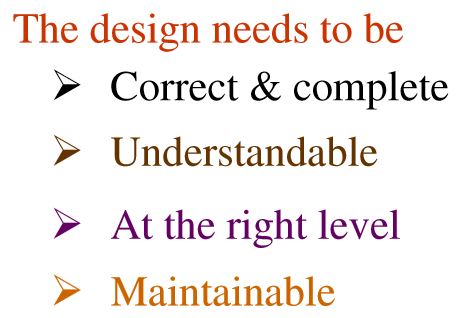 The design needs to be
➢ Correct & complete
➢ Understandable
➢ At the right level
➢ Maintainable